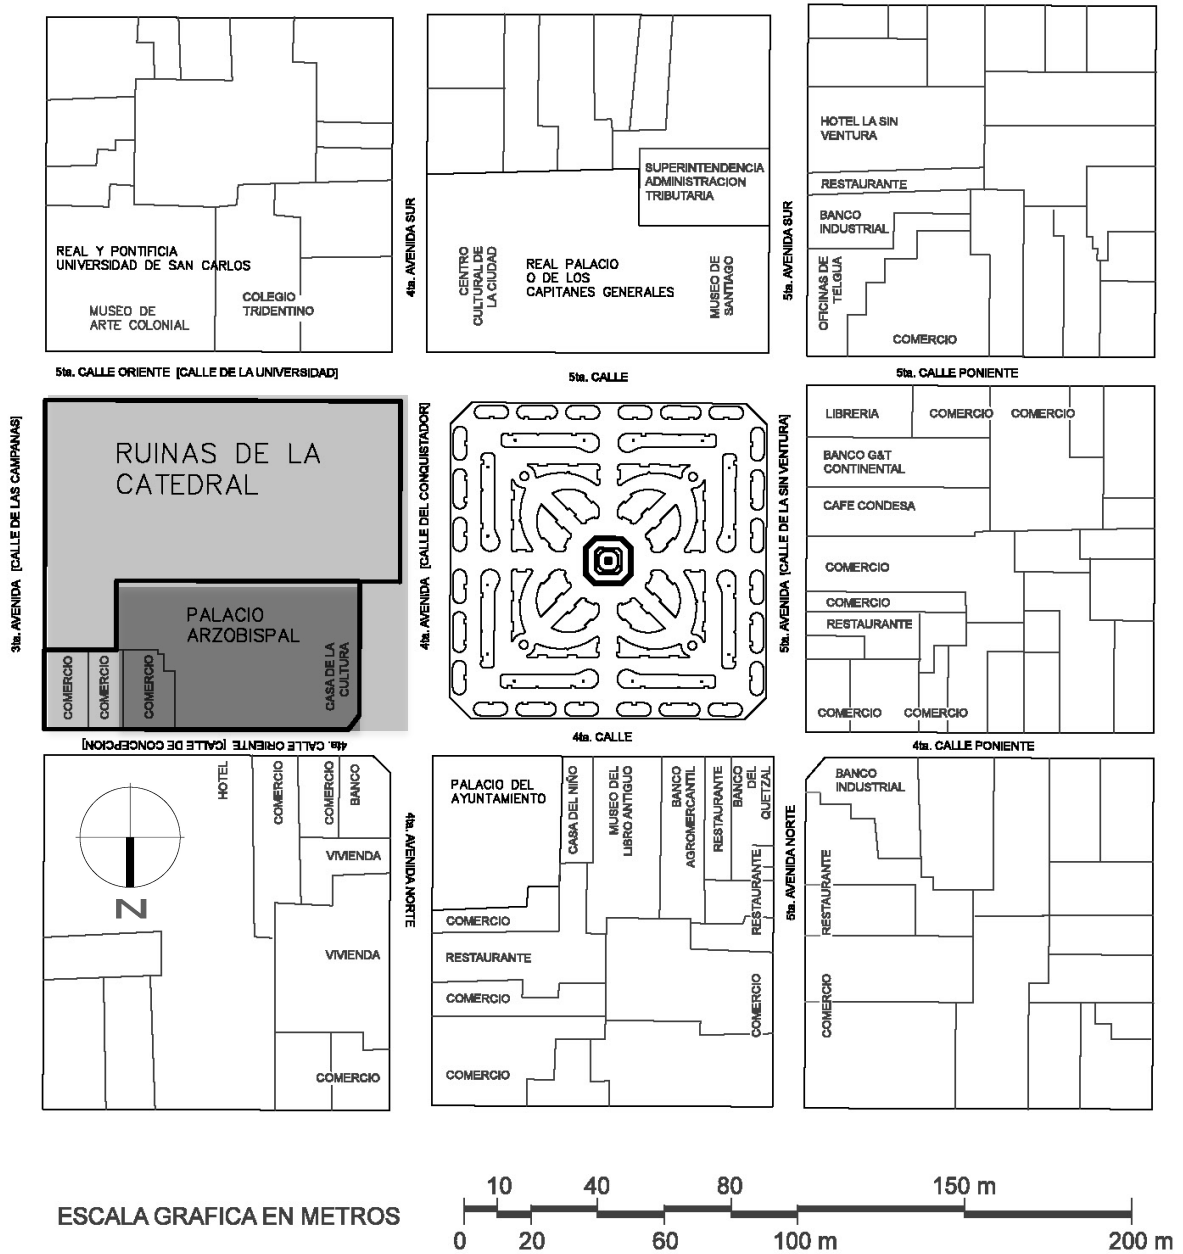 HOTEL LA SIN
VENTURA
RESTAURANTE
BANCO
INDUSTRIAL
OFICINAS DE
TELGUA
COMERCIO
SUPERINTENDENCIA
ADMINISTRACION
TRIBUTARIA
CENTRO
CULTURAL DE
LA CIUDAD
REAL PALACIO
O DE LOS
CAPITANES GENERALES
MUSEO DE
SANTIAGO
REAL Y PONTIFICIA
UNIVERSIDAD DE SAN CARLOS
MUSEO DE
ARTE COLONIAL
COLEGIO
TRIDENTINO
4ta. AVENIDA SUR
5ta. AVENIDA SUR
5ta. CALLE ORIENTE [CALLE DE LA UNIVERSIDAD]
5ta. CALLE
5ta. CALLE PONIENTE
3ta. AVENIDA [CALLE DE LAS CAMPANAS]
RUINAS DE LA
CATEDRAL
PALACIO
ARZOBISPAL
CASA DE LA
CULTURA
COMERCIO
COMERCIO
COMERCIO
4ta. AVENIDA [CALLE DEL CONQUISTADOR]
5ta. AVENIDA [CALLE DE LA SIN VENTURA]
LIBRERIA
COMERCIO
COMERCIO
BANCO G&T
CONTINENTAL
CAFE CONDESA
COMERCIO
COMERCIO
RESTAURANTE
COMERCIO
COMERCIO
4ta. CALLE ORIENTE [CALLE DE CONCEPCION]
4ta. CALLE
4ta. CALLE PONIENTE
HOTEL
COMERCIO
COMERCIO
BANCO
VIVIENDA
VIVIENDA
COMERCIO
N
4ta. AVENIDA NORTE
PALACIO DEL
AYUNTAMIENTO
CASA DEL NIÑO
MUSEO DEL
LIBRO ANTIGUO
BANCO
AGROMERCANTIL
RESTAURANTE
BANCO
DEL
QUETZAL
RESTAURANTE
COMERCIO
COMERCIO
RESTAURANTE
COMERCIO
COMERCIO
5ta. AVENIDA NORTE
BANCO
INDUSTRIAL
RESTAURANTE
COMERCIO
ESCALA GRAFICA EN METROS
10 40 80 150 m
0 20 60 100 m 200 m